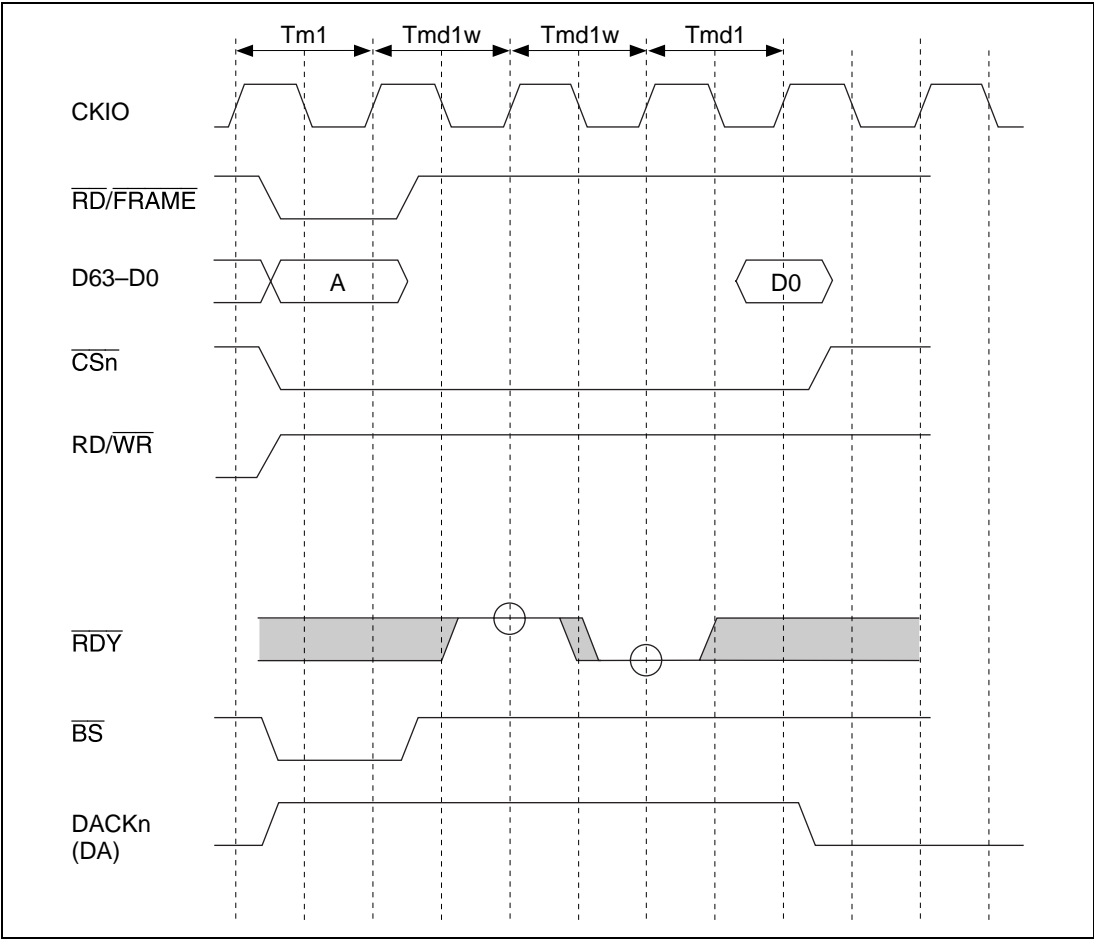 Tm1 Tmd1w Tmd1w Tmd1
CKIO
RD/FRAME
D63–D0 A D0
CSn
RD/WR
RDY
BS
DACKn
(DA)